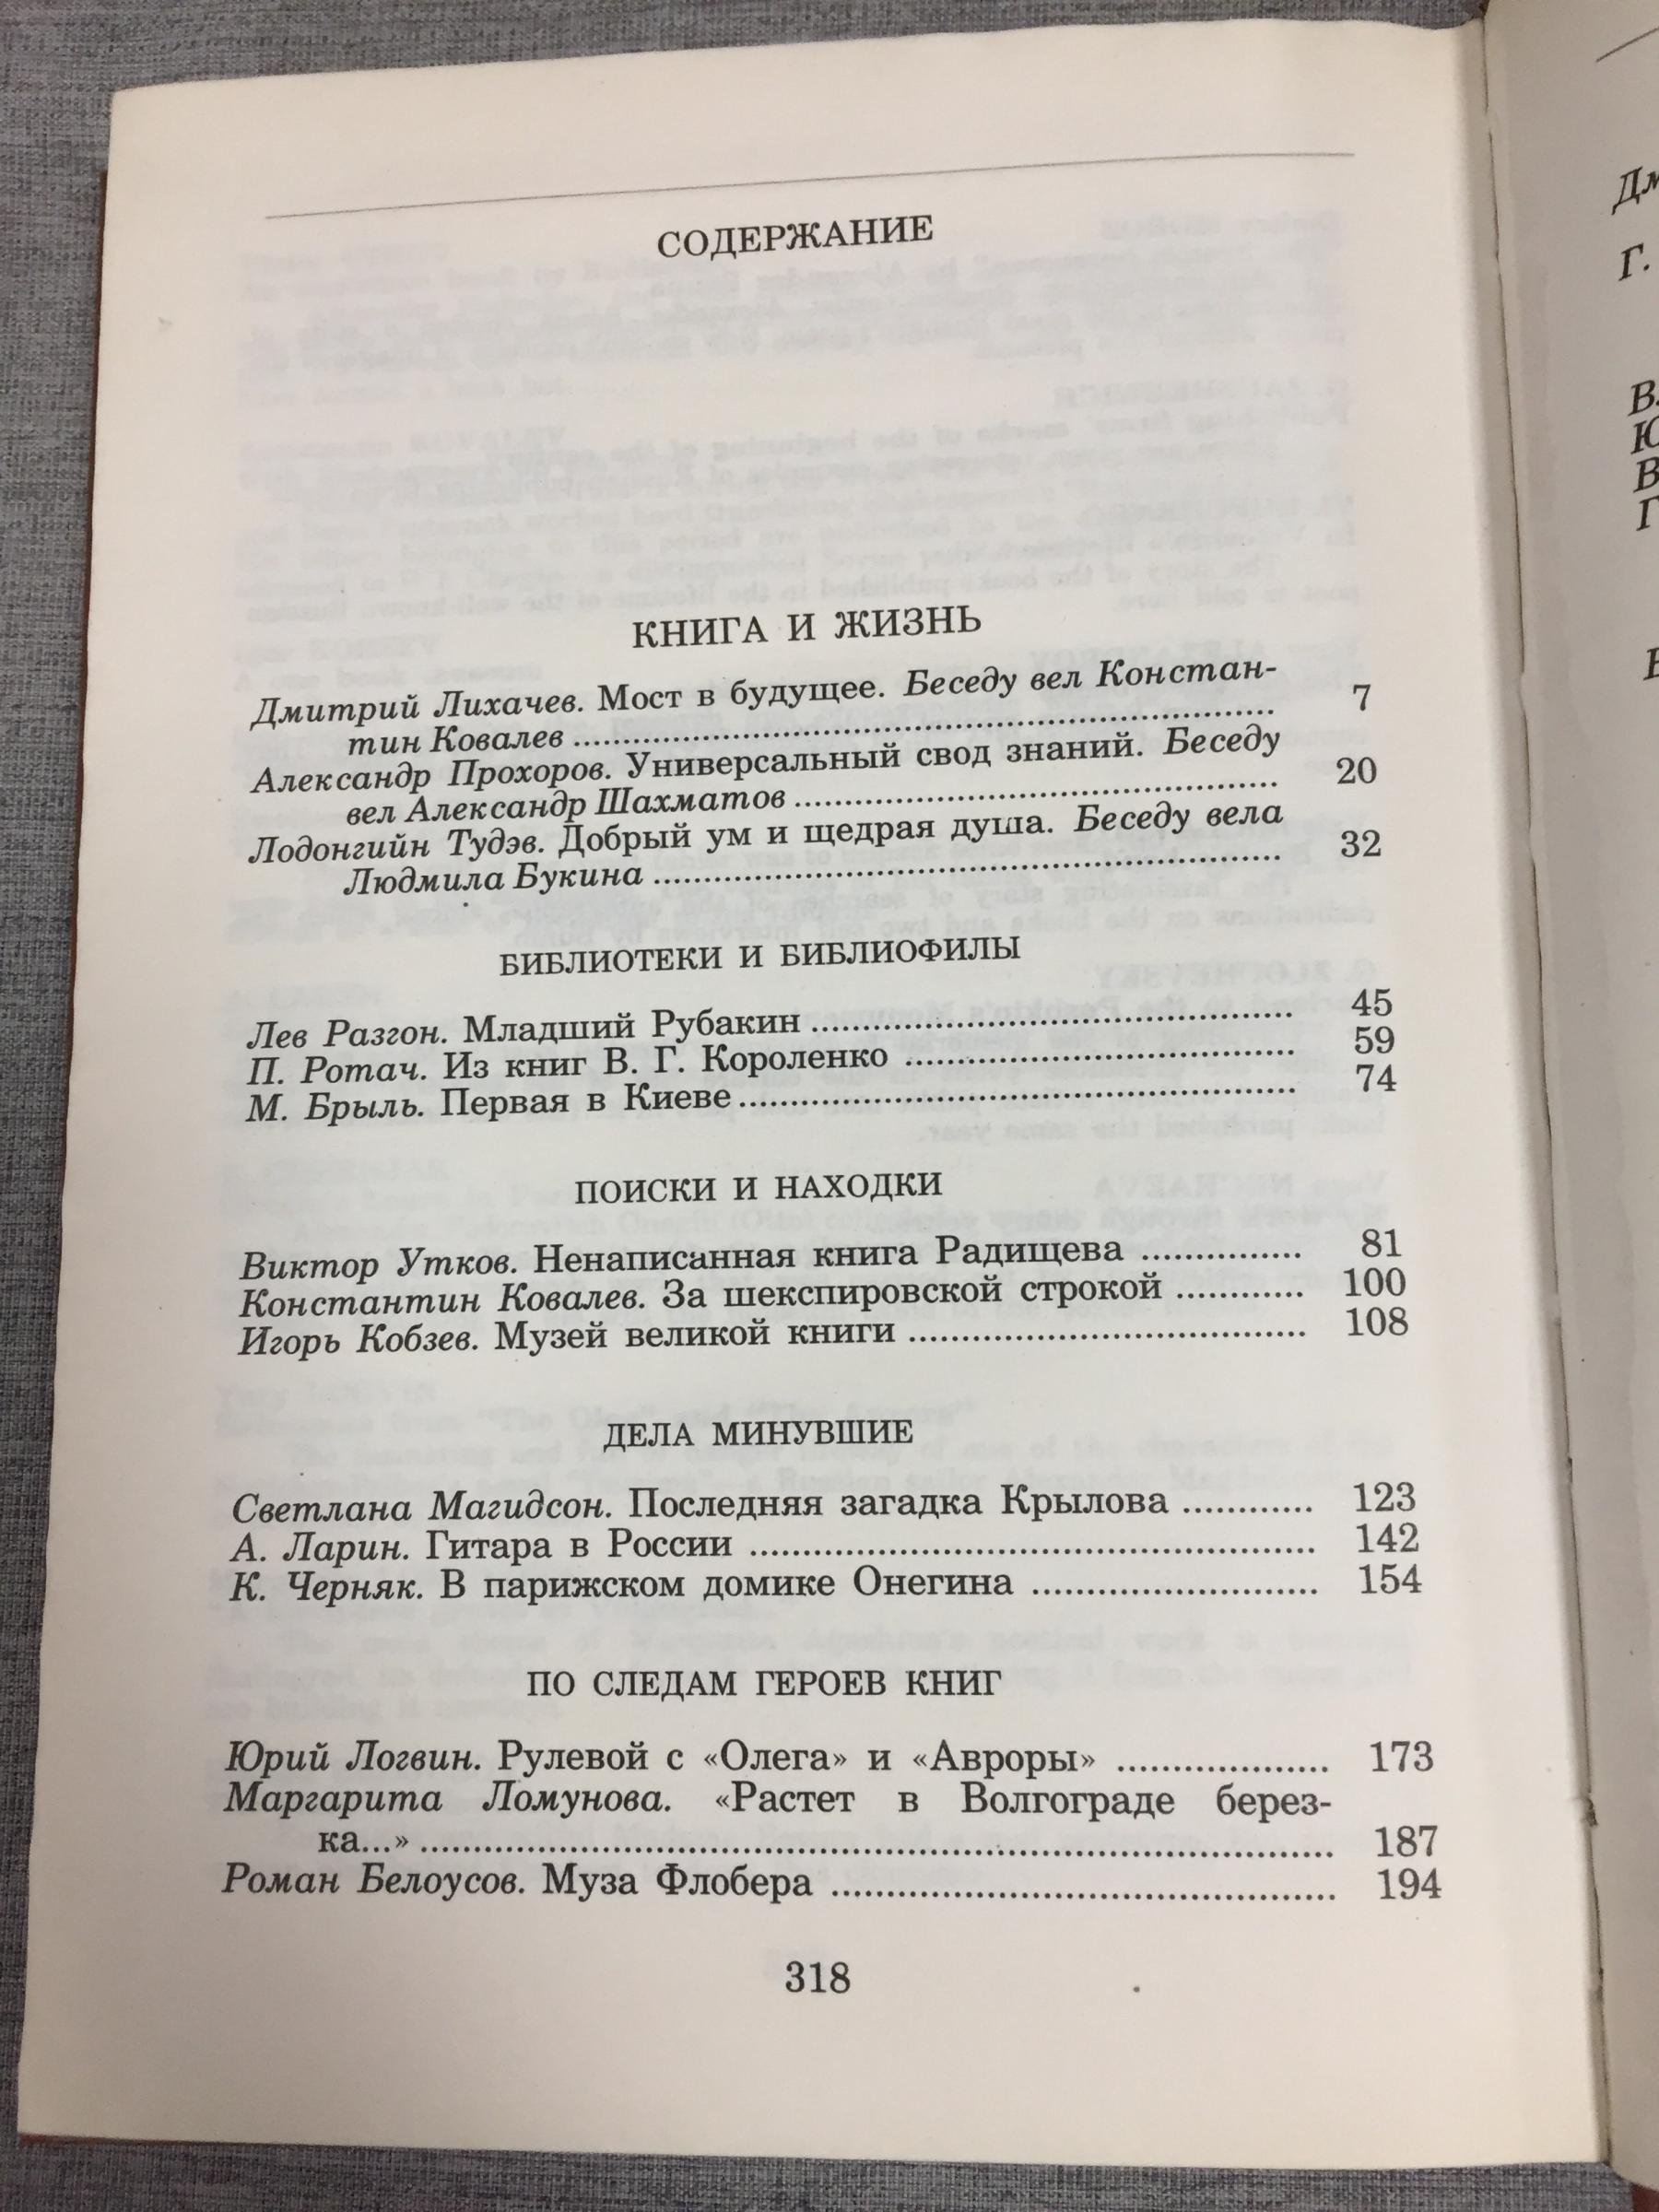 СОДЕРЖАНИЕ
КНИГА И ЖИЗНЬ
Дмитрий Лихачев. Мост в будущее. Беседу вел Констан-
тин Ковалев ........................................................ 7
Александр Прохоров. Универсальный свод знаний. Беседу
вел Александр Шахматов ........................................ 20
Лодонгийн Тудэв. Добрый ум и щедрая душа. Беседу вела
Людмила Букина .................................................... 32
БИБЛИОТЕКИ И БИБЛИОФИЛЫ
Лев Разгон. Младший Рубакин ........................................ 45
П. Ротач. Из книг В. Г. Короленко ................................ 59
М. Брыль. Первая в Киеве .............................................. 74
ПОИСКИ И НАХОДКИ
Виктор Утков. Ненаписанная книга Радищева ............... 81
Константин Ковалев. За шекспировской строкой ............ 100
Игорь Кобзев. Музей великой книги ................................. 108
ДЕЛА МИНУВШИЕ
Светлана Магидсон. Последняя загадка Крылова ............ 123
А. Ларин. Гитара в России ............................................... 142
К. Черняк. В парижском домике Онегина ........................ 154
ПО СЛЕДАМ ГЕРОЕВ КНИГ
Юрий Логвин. Рулевой с «Олега» и «Авроры» .................. 173
Маргарита Ломунова. «Растет в Волгограде берез-
ка...» ............................................................................ 187
Роман Белоусов. Муза Флобера .......................................... 194
318
Г.